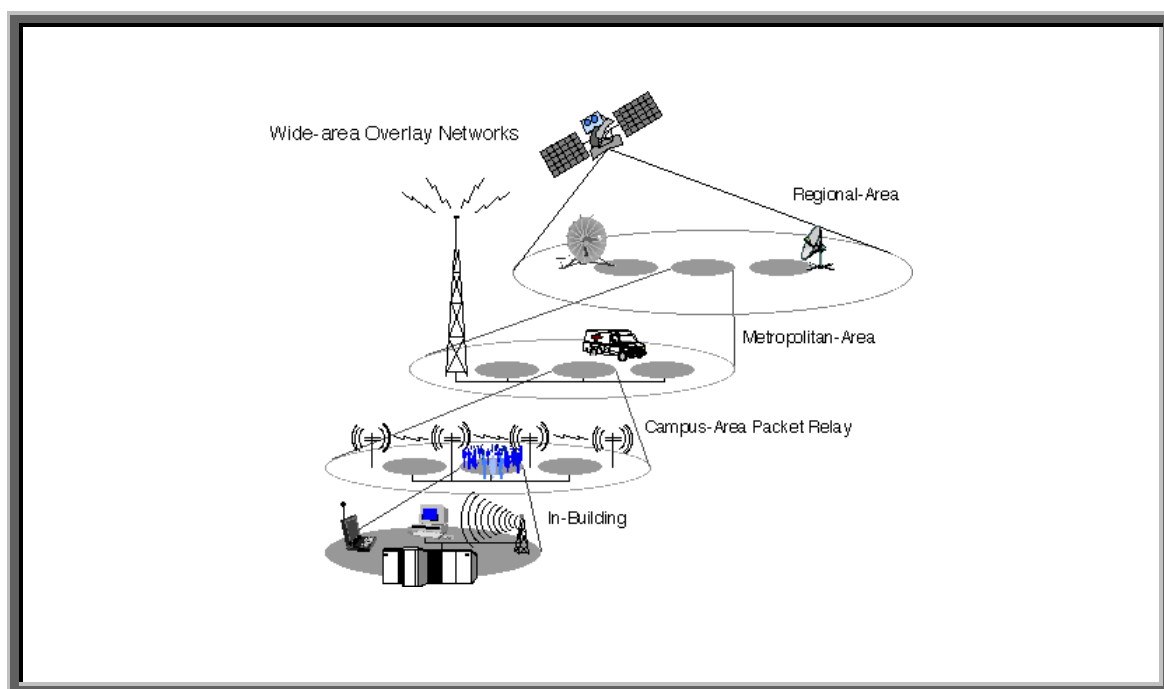 Wide-area Overlay Networks
Regional-Area
Metropolitan-Area
Campus-Area Packet Relay
In-Building